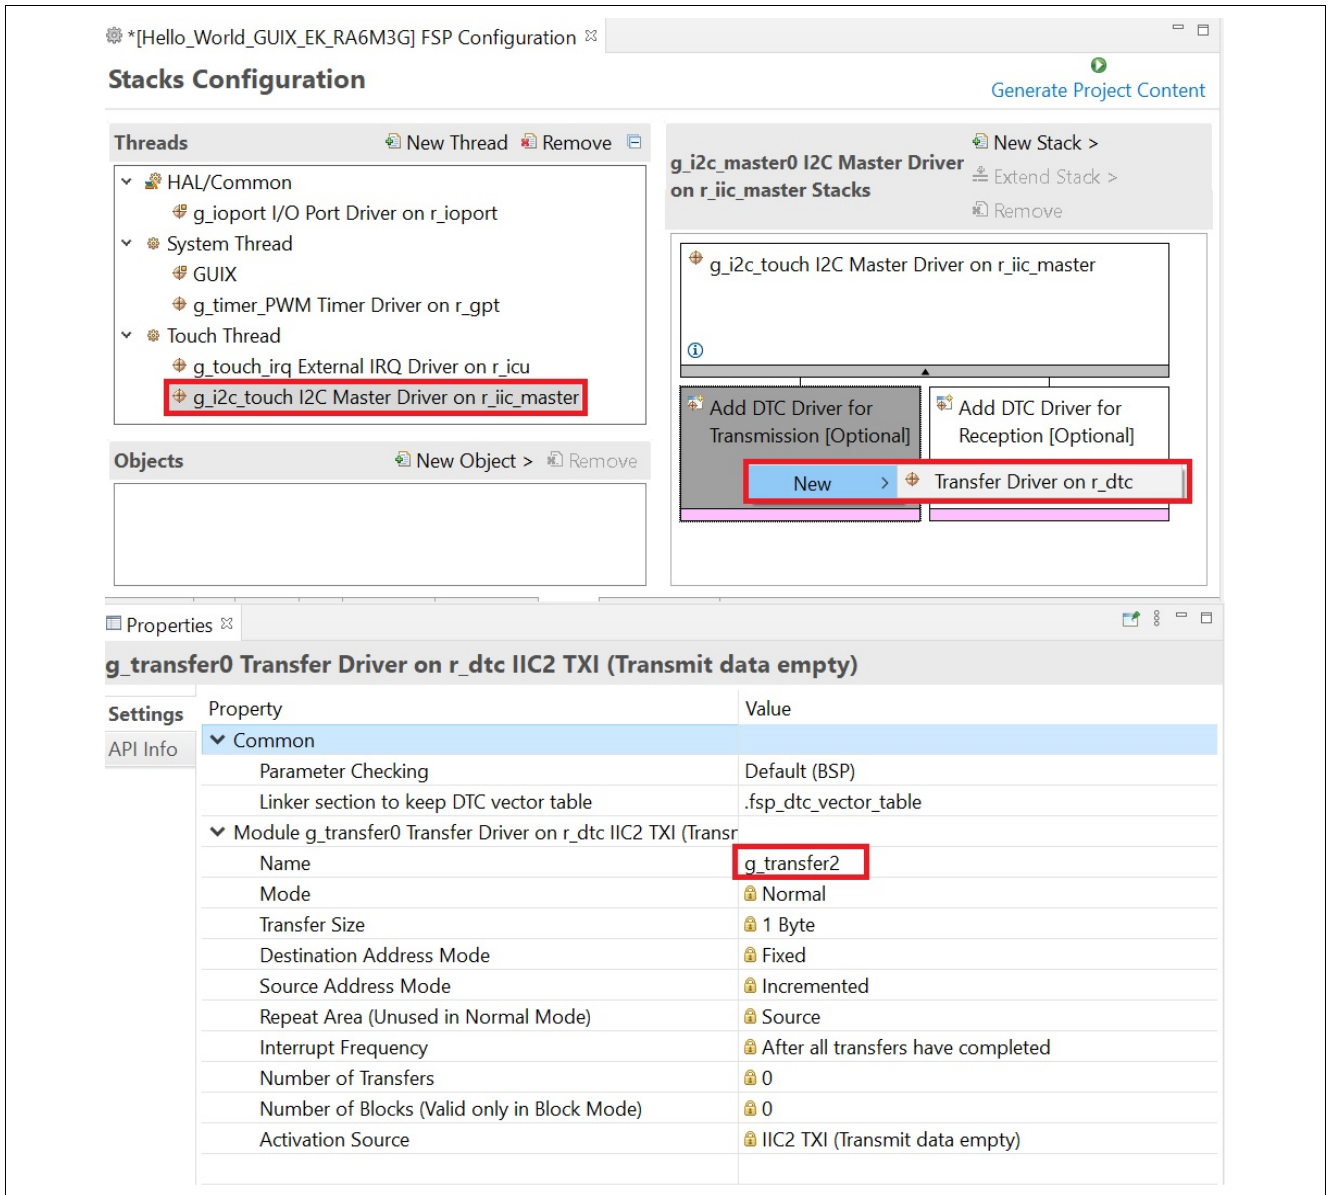 *[Hello_World_GUIX_EK_RA6M3G] FSP Configuration
Stacks Configuration
Generate Project Content
Threads
New Thread
Remove
HAL/Common
g_ioport I/O Port Driver on r_ioport
System Thread
GUIX
g_timer_PWM Timer Driver on r_gpt
Touch Thread
g_touch_irq External IRQ Driver on r_icu
g_i2c_touch I2C Master Driver on r_iic_master
Objects
New Object >
Remove
g_i2c_master0 I2C Master Driver
on r_iic_master Stacks
New Stack >
Extend Stack >
Remove
g_i2c_touch I2C Master Driver on r_iic_master
Add DTC Driver for
Transmission [Optional]
Add DTC Driver for
Reception [Optional]
New >
Transfer Driver on r_dtc
Properties
g_transfer0 Transfer Driver on r_dtc IIC2 TXI (Transmit data empty)
Settings
API Info
Property Value
Common
Parameter Checking Default (BSP)
Linker section to keep DTC vector table .fsp_dtc_vector_table
Module g_transfer0 Transfer Driver on r_dtc IIC2 TXI (Transm
Name g_transfer2
Mode Normal
Transfer Size 1 Byte
Destination Address Mode Fixed
Source Address Mode Incremented
Repeat Area (Unused in Normal Mode) Source
Interrupt Frequency After all transfers have completed
Number of Transfers 0
Number of Blocks (Valid only in Block Mode) 0
Activation Source IIC2 TXI (Transmit data empty)